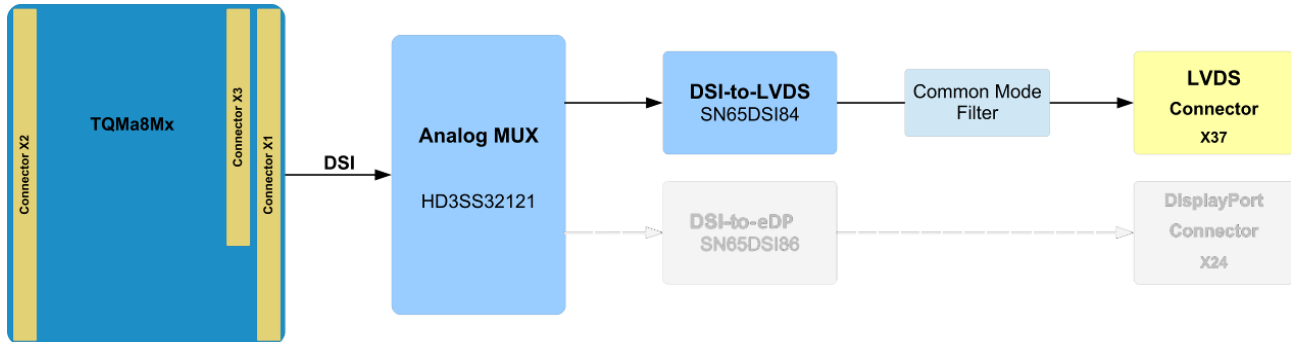 Connector X2
TQMa8Mx
Connector X3
Connector X1
DSI
Analog MUX
HD3SS32121
DSI-to-LVDS
SN65DSI84
Common Mode
Filter
LVDS
Connector
X37
DSI-to-eDP
SN65DSI86
DisplayPort
Connector
X24